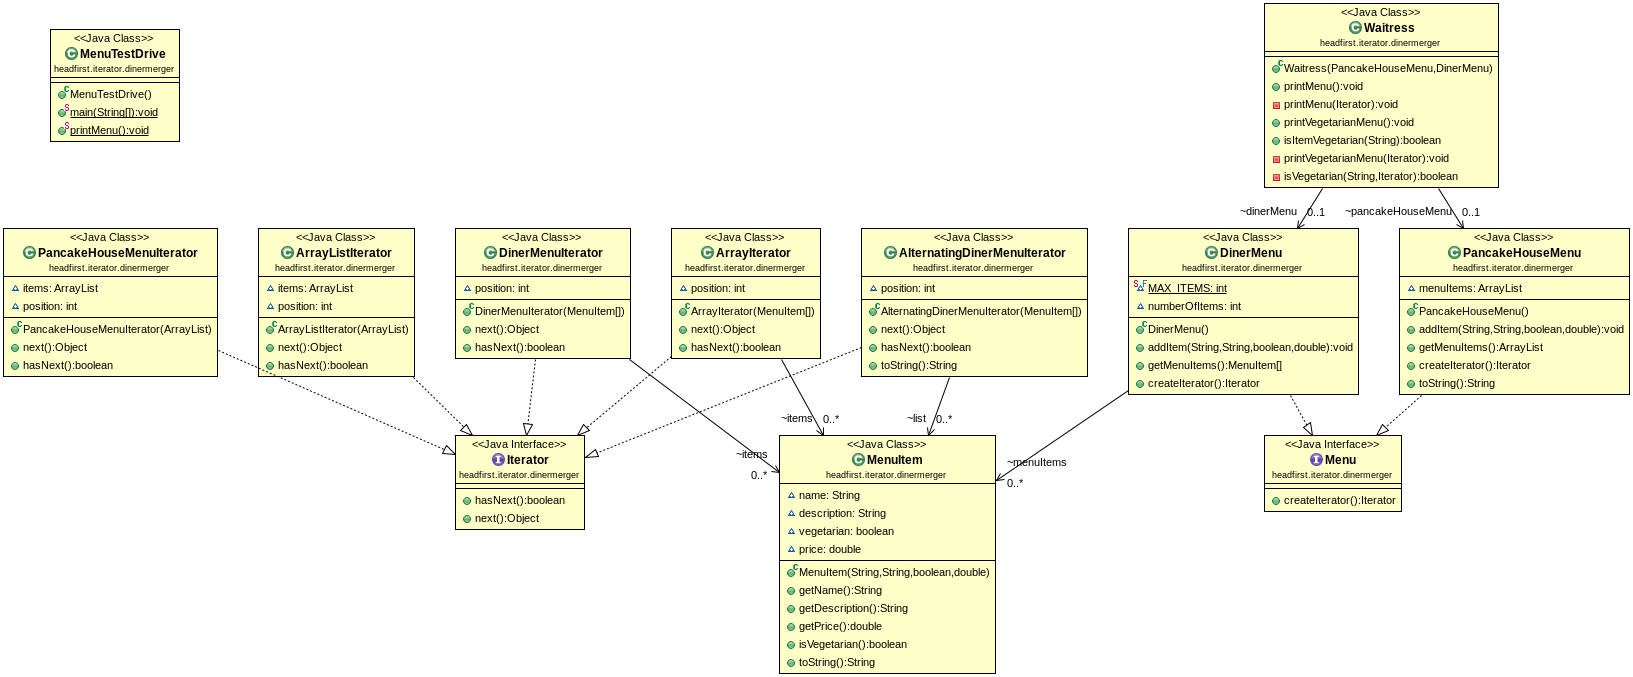 <<Java Class>>
MenuTestDrive
headfirst.iterator.dinermerger
MenuTestDrive()
main(String[]):void
printMenu():void
<<Java Class>>
Waitress
headfirst.iterator.dinermerger
Waitress(PancakeHouseMenu,DinerMenu)
printMenu():void
printMenu(Iterator):void
printVegetarianMenu():void
isItemVegetarian(String):boolean
printVegetarianMenu(Iterator):void
isVegetarian(String,Iterator):boolean
~dinerMenu
0..1
~pancakeHouseMenu
0..1
<<Java Class>>
PancakeHouseMenuIterator
headfirst.iterator.dinermerger
items: ArrayList
position: int
PancakeHouseMenuIterator(ArrayList)
next():Object
hasNext():boolean
<<Java Class>>
ArrayListIterator
headfirst.iterator.dinermerger
items: ArrayList
position: int
ArrayListIterator(ArrayList)
next():Object
hasNext():boolean
<<Java Class>>
DinerMenuIterator
headfirst.iterator.dinermerger
position: int
DinerMenuIterator(MenuItem[])
next():Object
hasNext():boolean
<<Java Class>>
ArrayIterator
headfirst.iterator.dinermerger
position: int
ArrayIterator(MenuItem[])
next():Object
hasNext():boolean
<<Java Class>>
AlternatingDinerMenuIterator
headfirst.iterator.dinermerger
position: int
AlternatingDinerMenuIterator(MenuItem[])
next():Object
hasNext():boolean
toString():String
<<Java Class>>
DinerMenu
headfirst.iterator.dinermerger
MAX_ITEMS: int
numberOfItems: int
DinerMenu()
addItem(String,String,boolean,double):void
getMenuItems():MenuItem[]
createIterator():Iterator
<<Java Class>>
PancakeHouseMenu
headfirst.iterator.dinermerger
menuItems: ArrayList
PancakeHouseMenu()
addItem(String,String,boolean,double):void
getMenuItems():ArrayList
createIterator():Iterator
toString():String
~items
0..*
~list
0..*
~items
0..*
~menuItems
0..*
<<Java Interface>>
Iterator
headfirst.iterator.dinermerger
hasNext():boolean
next():Object
<<Java Class>>
MenuItem
headfirst.iterator.dinermerger
name: String
description: String
vegetarian: boolean
price: double
MenuItem(String,String,boolean,double)
getName():String
getDescription():String
getPrice():double
isVegetarian():boolean
toString():String
<<Java Interface>>
Menu
headfirst.iterator.dinermerger
createIterator():Iterator